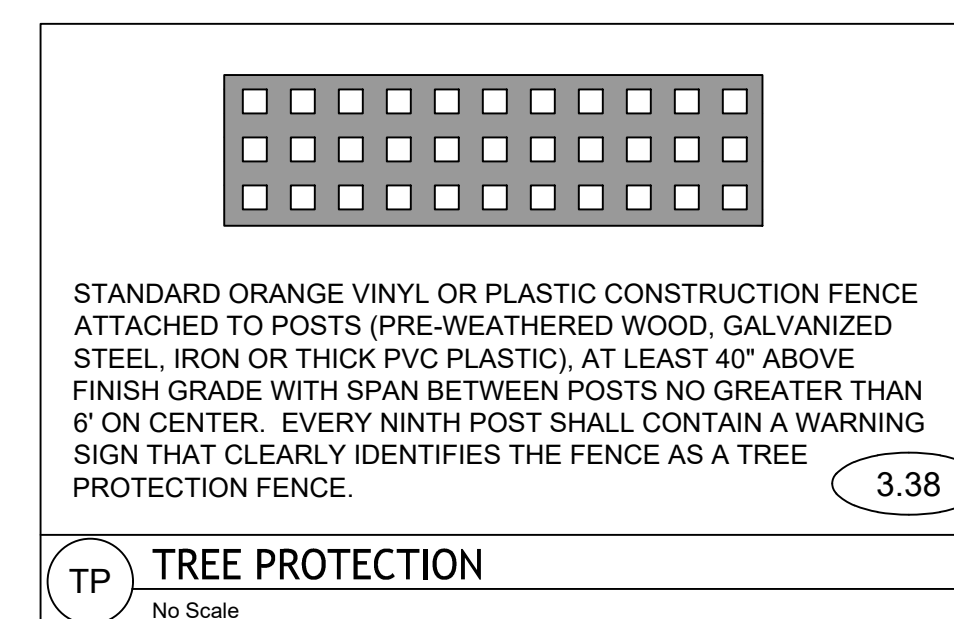 STANDARD ORANGE VINYL OR PLASTIC CONSTRUCTION FENCE
ATTACHED TO POSTS (PRE-WEATHERED WOOD, GALVANIZED
STEEL, IRON OR THICK PVC PLASTIC), AT LEAST 40" ABOVE
FINISH GRADE WITH SPAN BETWEEN POSTS NO GREATER THAN
6' ON CENTER.  EVERY NINTH POST SHALL CONTAIN A WARNING
SIGN THAT CLEARLY IDENTIFIES THE FENCE AS A TREE
PROTECTION FENCE.
3.38
TP TREE PROTECTION
No Scale